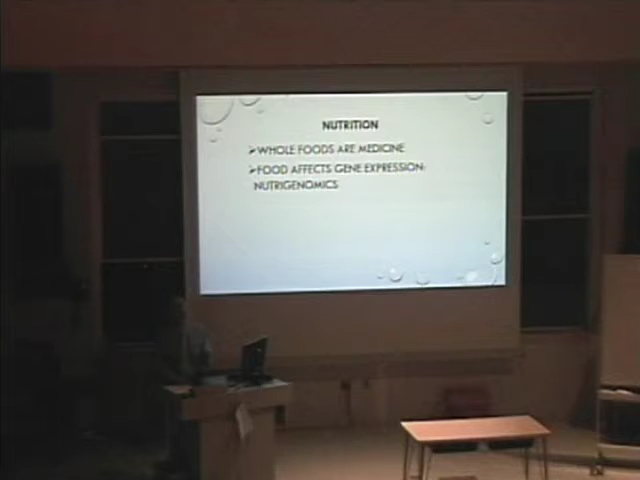 NUTRITION
➢WHOLE FOODS ARE MEDICINE
➢FOOD AFFECTS GENE EXPRESSION-
NUTRIGENOMICS